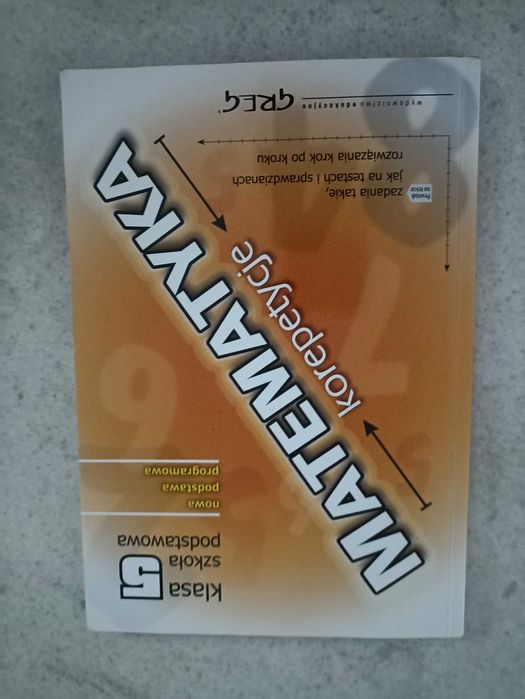 klasa 5
szkoła
podstawowa
nowa
podstawa
programowa
MATEMATYKA
korepetycje
Prenium
na teście
zadania takie,
jak na testach i sprawdzianach
rozwiązania krok po kroku
wydawnictwo edukacyjne GREG®